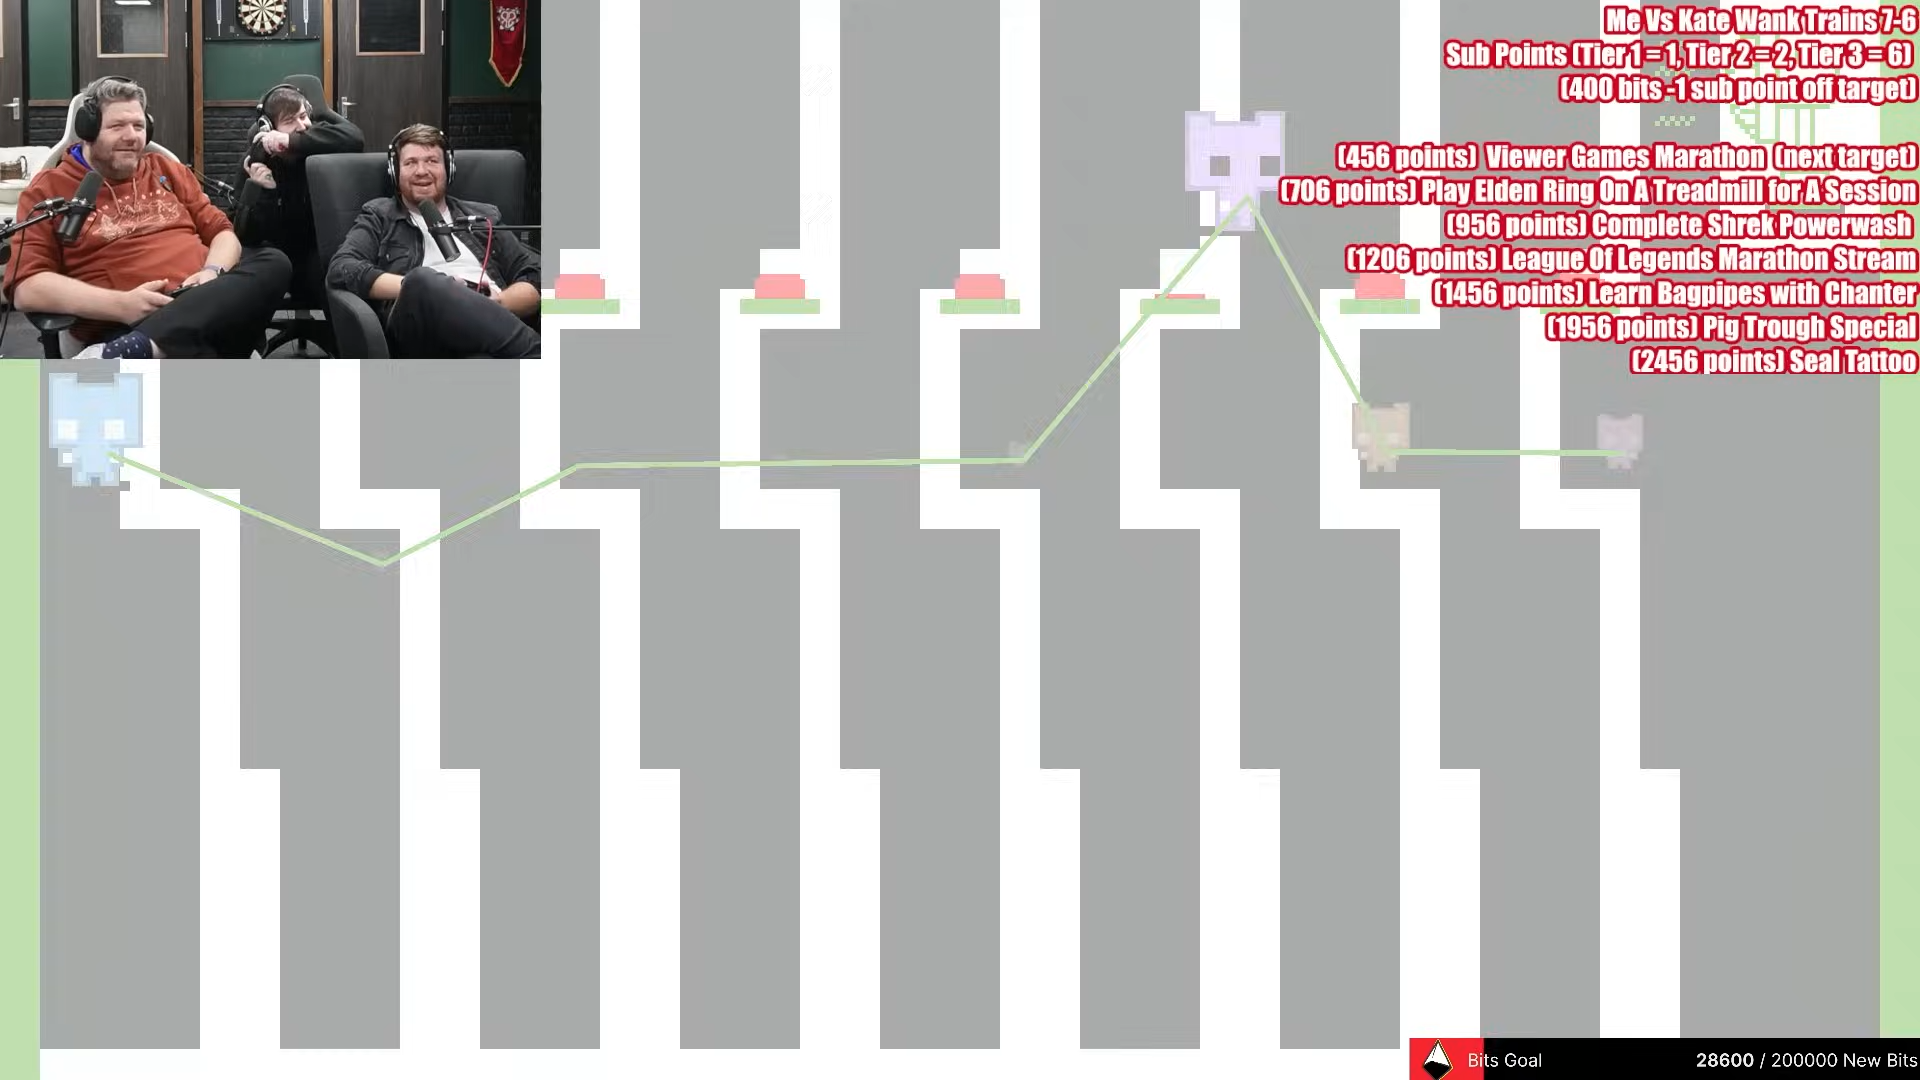 Me Vs Kate Wank Trains 7-6
Sub Points (Tier 1 = 1, Tier 2 = 2, Tier 3 = 6)
(400 bits -1 sub point off target)
(456 points) Viewer Games Marathon (next target)
(706 points) Play Elden Ring On A Treadmill for A Session
(956 points) Complete Shrek Powerwash
(1206 points) League Of Legends Marathon Stream
(1456 points) Learn Bagpipes with Chanter
(1956 points) Pig Trough Special
(2456 points) Seal Tattoo
Bits Goal 28600 / 200000 New Bits